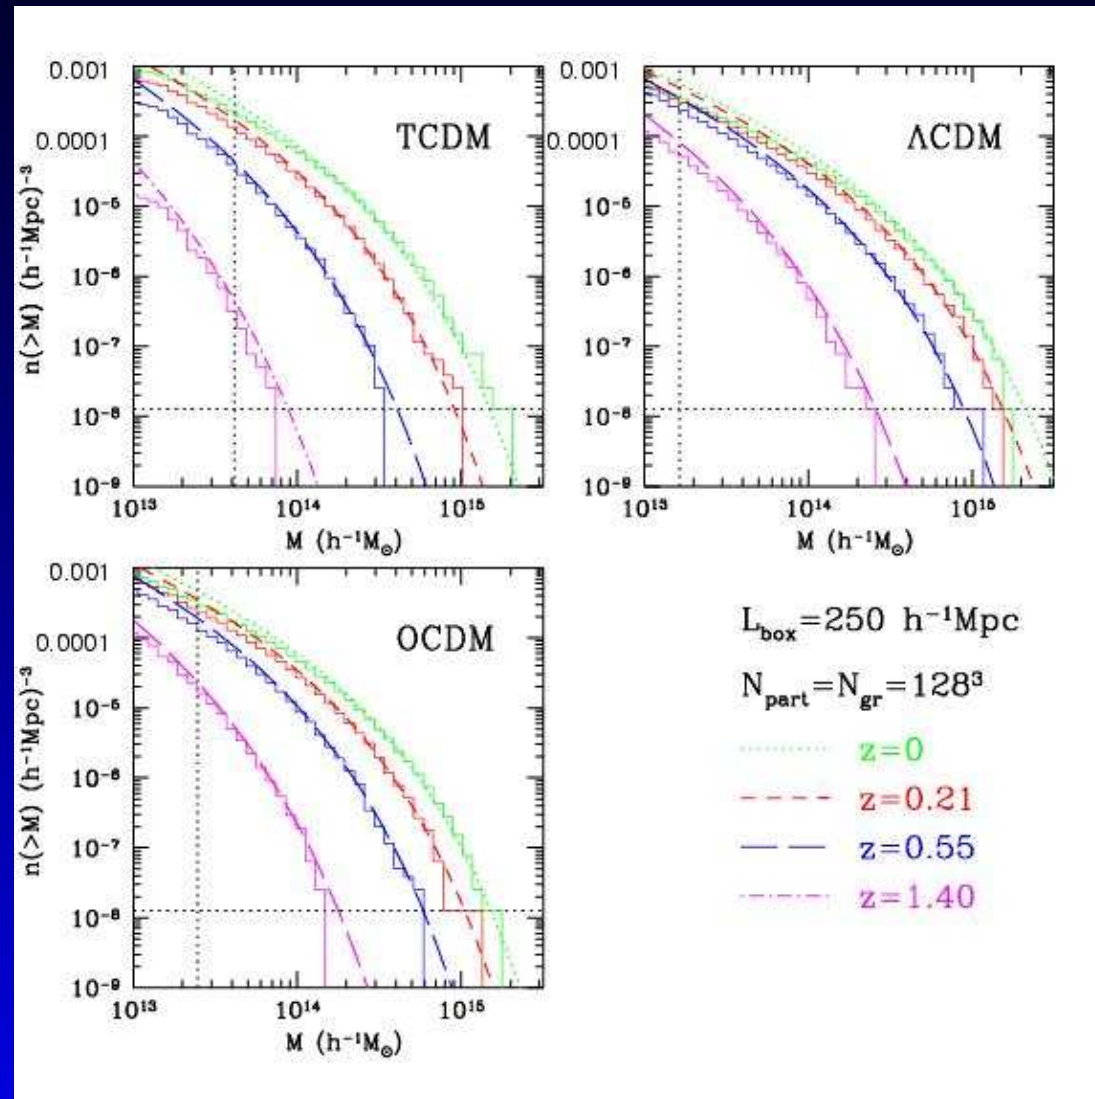 TCDM
0.001
0.0001
10⁻⁵
10⁻⁶
10⁻⁷
10⁻⁸
10⁻⁹
n(>M) (h⁻¹Mpc)⁻³
10¹³ 10¹⁴ 10¹⁵
M (h⁻¹M⊙)
ΛCDM
0.001
0.0001
10⁻⁵
10⁻⁶
10⁻⁷
10⁻⁸
10⁻⁹
10¹³ 10¹⁴ 10¹⁵
M (h⁻¹M⊙)
OCDM
0.001
0.0001
10⁻⁵
10⁻⁶
10⁻⁷
10⁻⁸
10⁻⁹
n(>M) (h⁻¹Mpc)⁻³
10¹³ 10¹⁴ 10¹⁵
M (h⁻¹M⊙)
L_box=250 h⁻¹Mpc
N_part=N_gr=128³
z=0
z=0.21
z=0.55
z=1.40